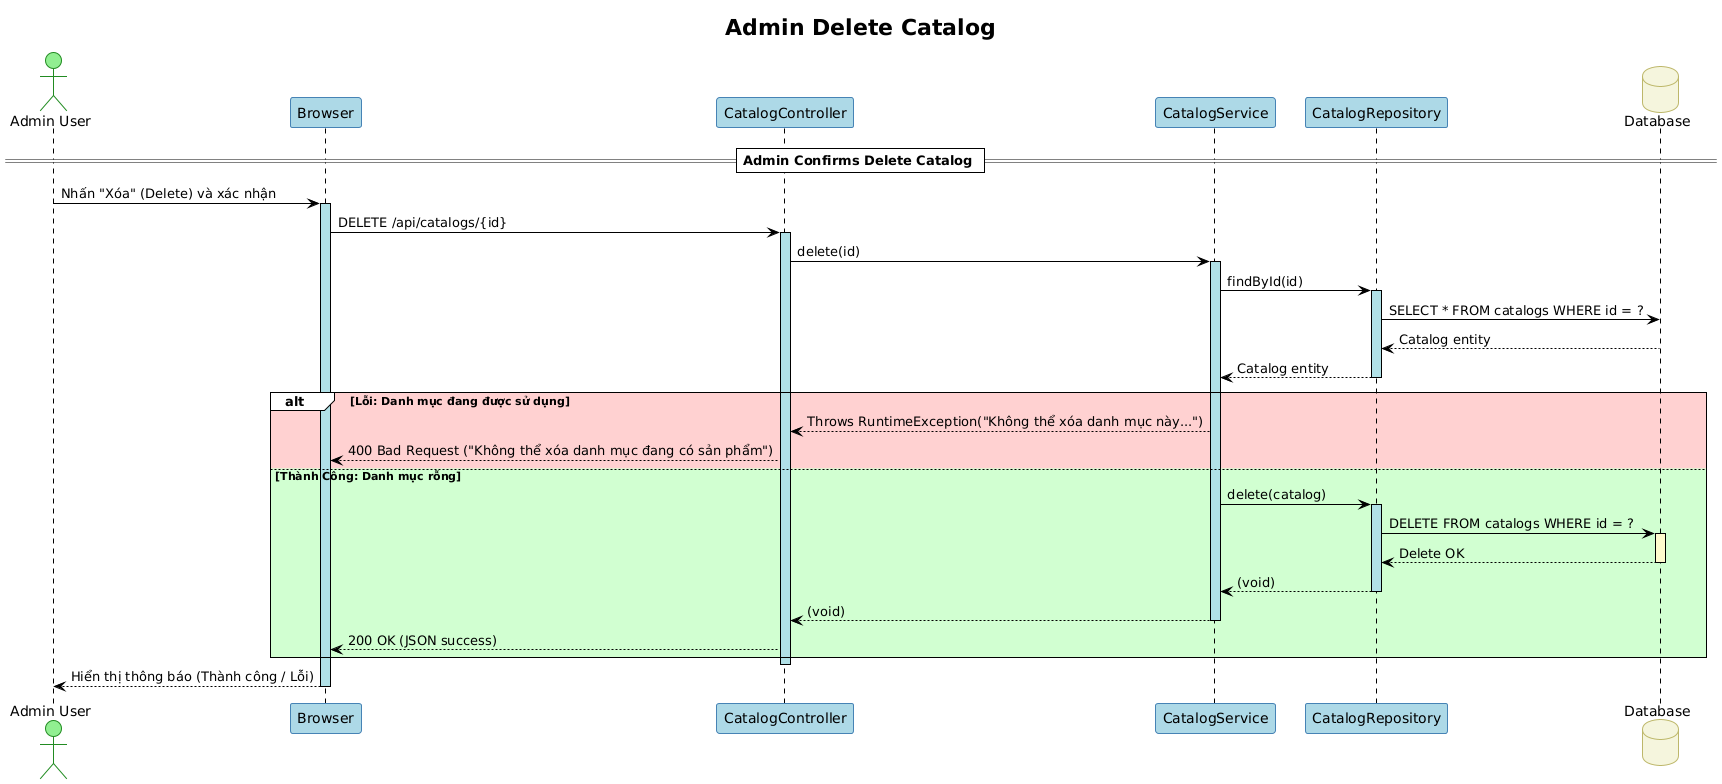 Admin Delete Catalog
Admin User
Browser
CatalogController
CatalogService
CatalogRepository
Database
Admin Confirms Delete Catalog
Nhấn "Xóa" (Delete) và xác nhận
DELETE /api/catalogs/{id}
delete(id)
findById(id)
SELECT * FROM catalogs WHERE id = ?
Catalog entity
Catalog entity
alt [Lỗi: Danh mục đang được sử dụng]
Throws RuntimeException("Không thể xóa danh mục này...")
400 Bad Request ("Không thể xóa danh mục đang có sản phẩm")
[Thành Công: Danh mục rỗng]
delete(catalog)
DELETE FROM catalogs WHERE id = ?
Delete OK
(void)
(void)
200 OK (JSON success)
Hiển thị thông báo (Thành công / Lỗi)
Admin User
Browser
CatalogController
CatalogService
CatalogRepository
Database